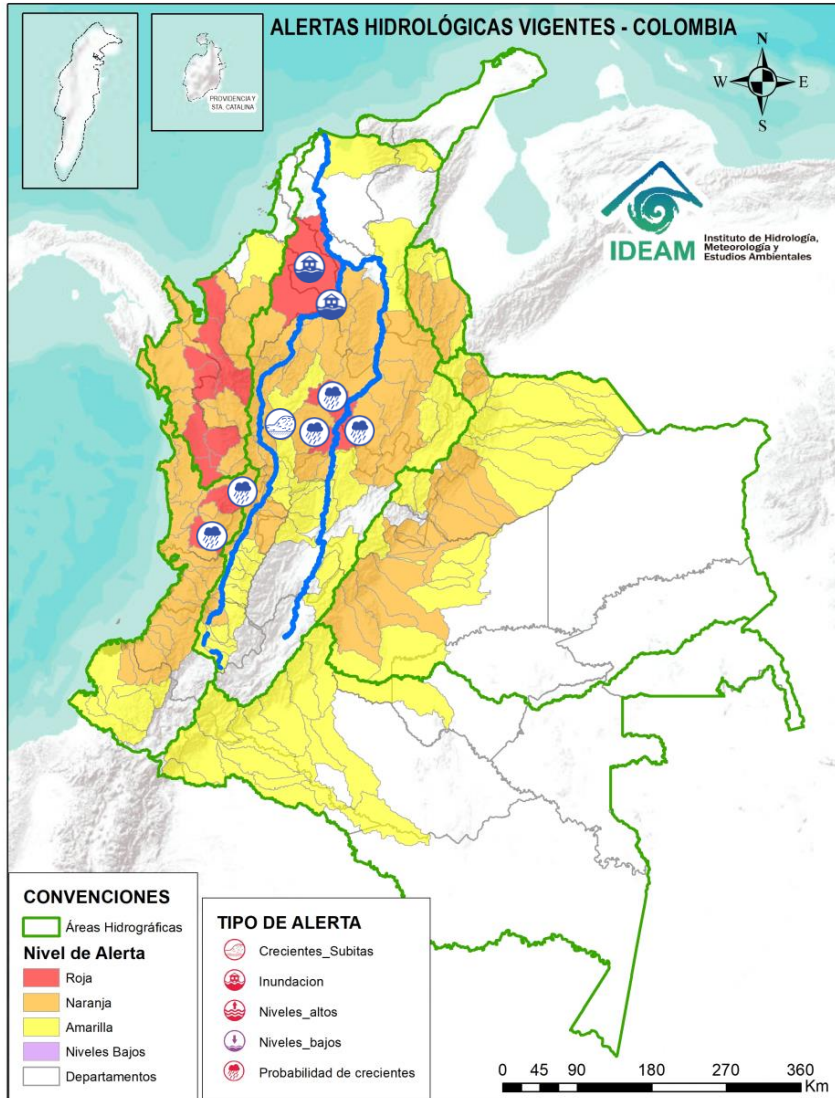 ALERTAS HIDROLÓGICAS VIGENTES - COLOMBIA
PROVIDENCIA Y
STA. CATALINA
N
W
E
S
IDEAM
Instituto de Hidrología,
Meteorología y
Estudios Ambientales
CONVENCIONES
Áreas Hidrográficas
Nivel de Alerta
Roja
Naranja
Amarilla
Niveles Bajos
Departamentos
TIPO DE ALERTA
Crecientes_Subitas
Inundacion
Niveles_altos
Niveles_bajos
Probabilidad de crecientes
0 45 90 180 270 360
Km